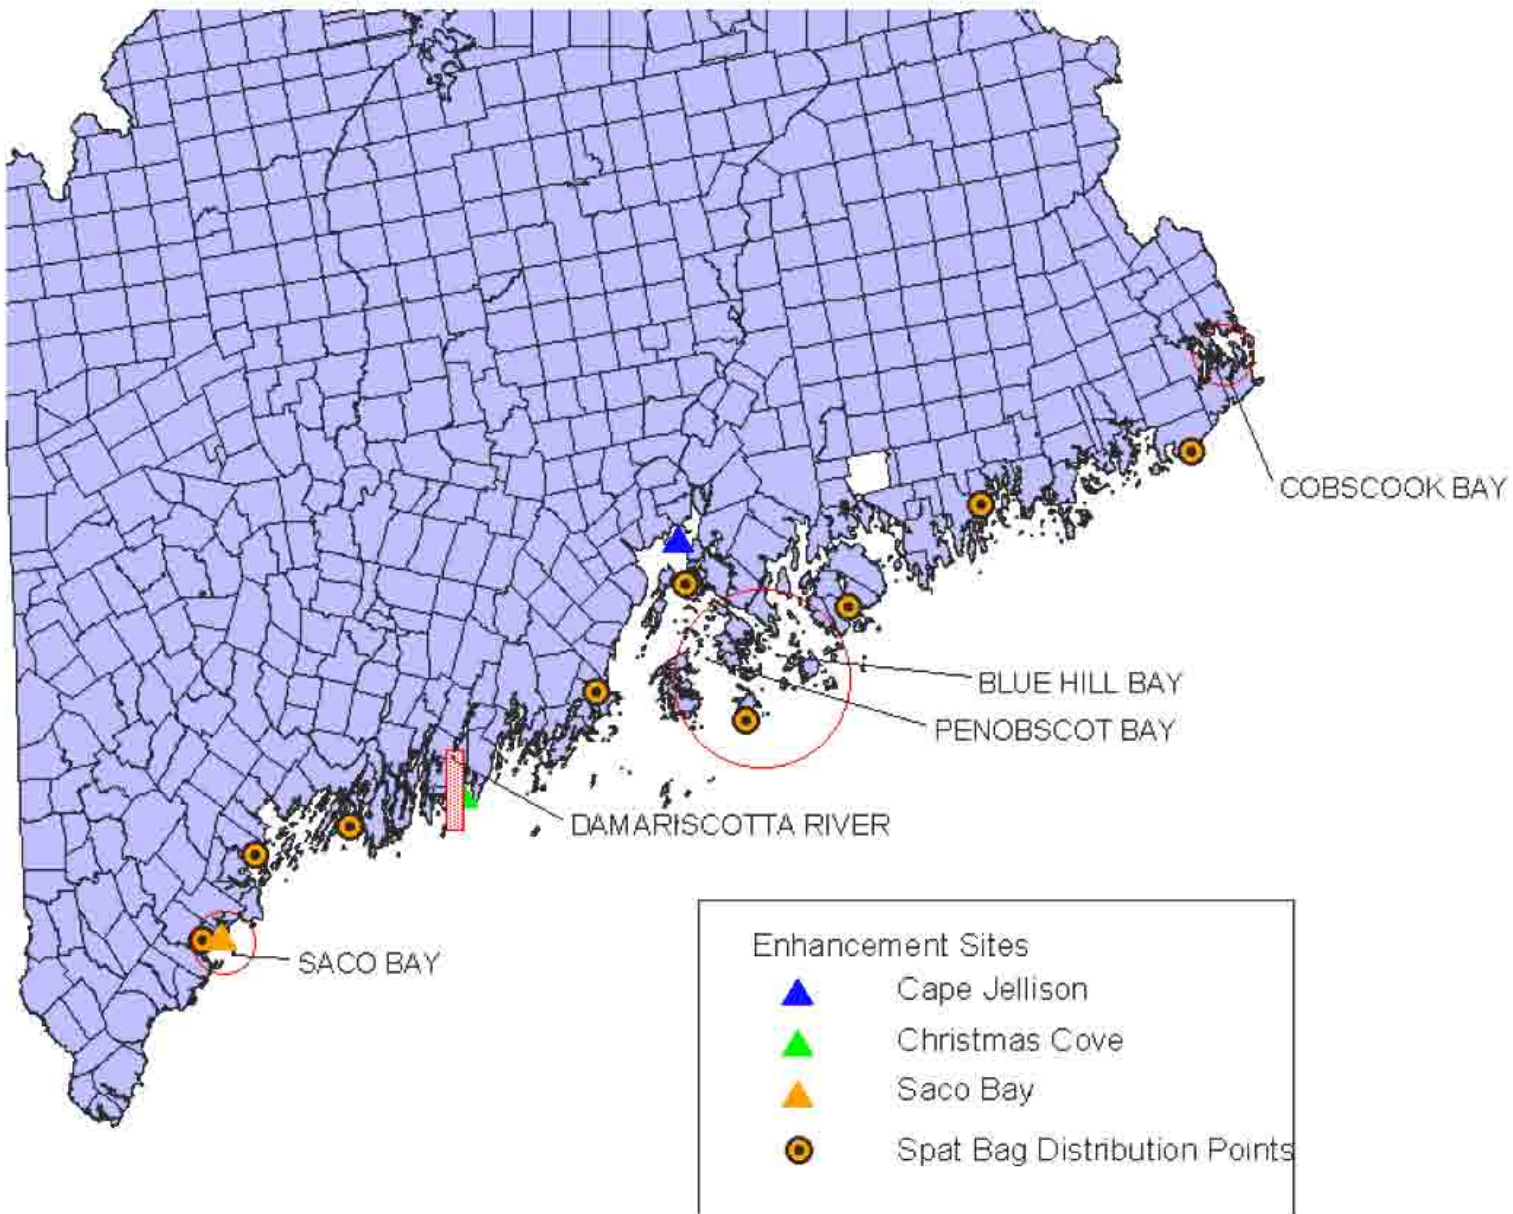 COBSCOOK BAY
BLUE HILL BAY
PENOBSCOT BAY
DAMARISCOTTA RIVER
SACO BAY
Enhancement Sites
Cape Jellison
Christmas Cove
Saco Bay
Spat Bag Distribution Points